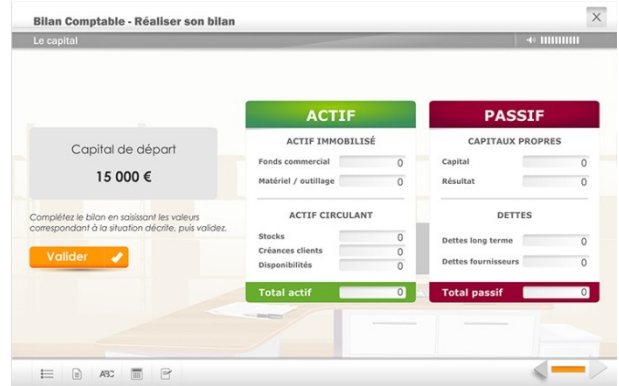 Bilan Comptable - Réaliser son bilan
Le capital
Capital de départ
15 000 €
Complétez le bilan en saisissant les valeurs
correspondant à la situation décrite, puis validez.
Valider
ACTIF
ACTIF IMMOBILISÉ
Fonds commercial 0
Matériel / outillage 0
ACTIF CIRCULANT
Stocks 0
Créances clients 0
Disponibilités 0
Total actif 0
PASSIF
CAPITAUX PROPRES
Capital 0
Résultat 0
DETTES
Dettes long terme 0
Dettes fournisseurs 0
Total passif 0